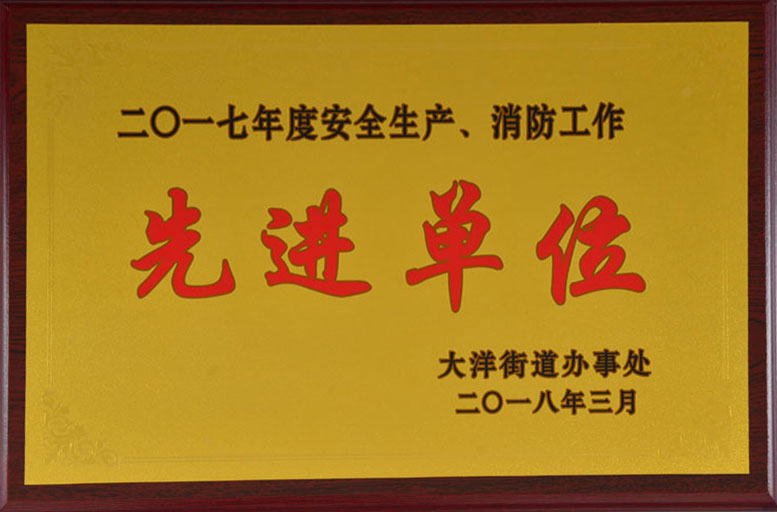 二〇一七年度安全生产、消防工作
先进单位
大洋街道办事处
二〇一八年三月